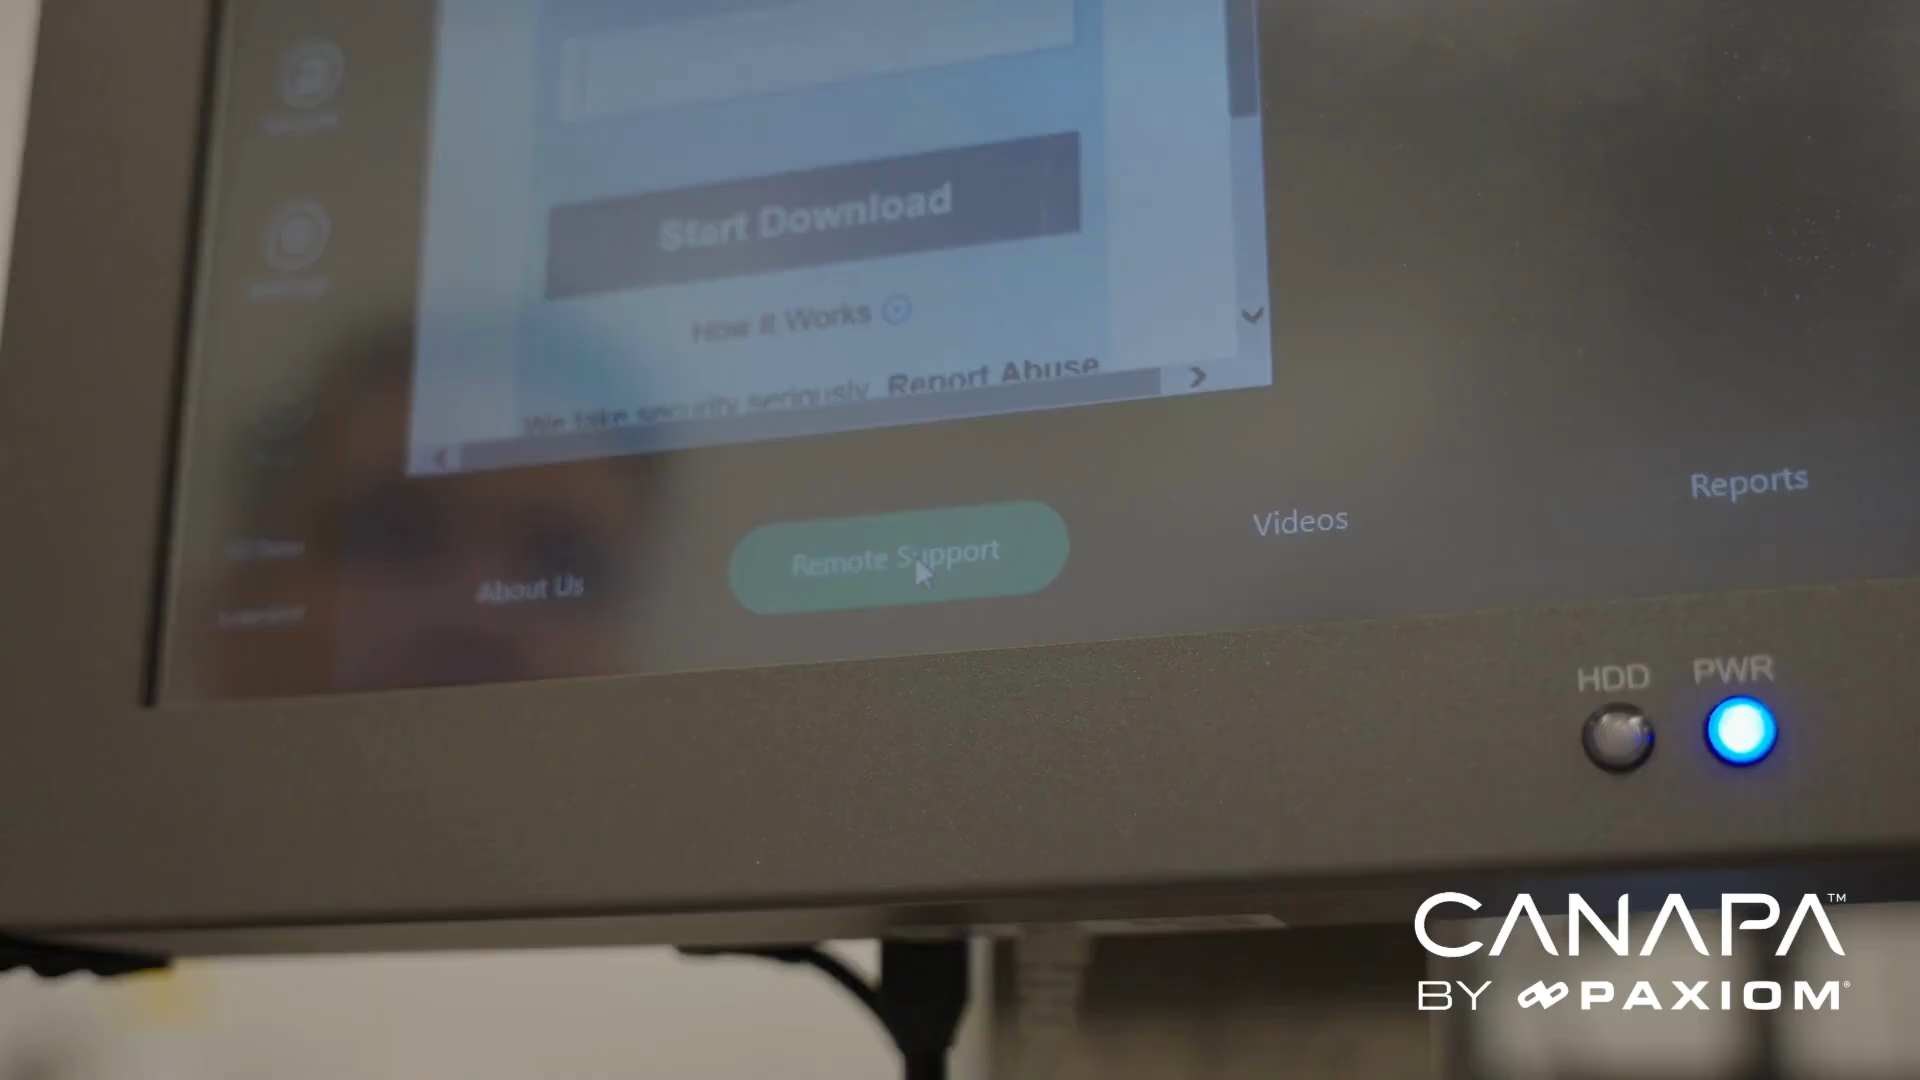 Start Download
How it Works
We take security seriously. Report Abuse
About Us
Remote Support
Videos
Reports
HDD PWR
CANAPA™
BY PAXIOM®